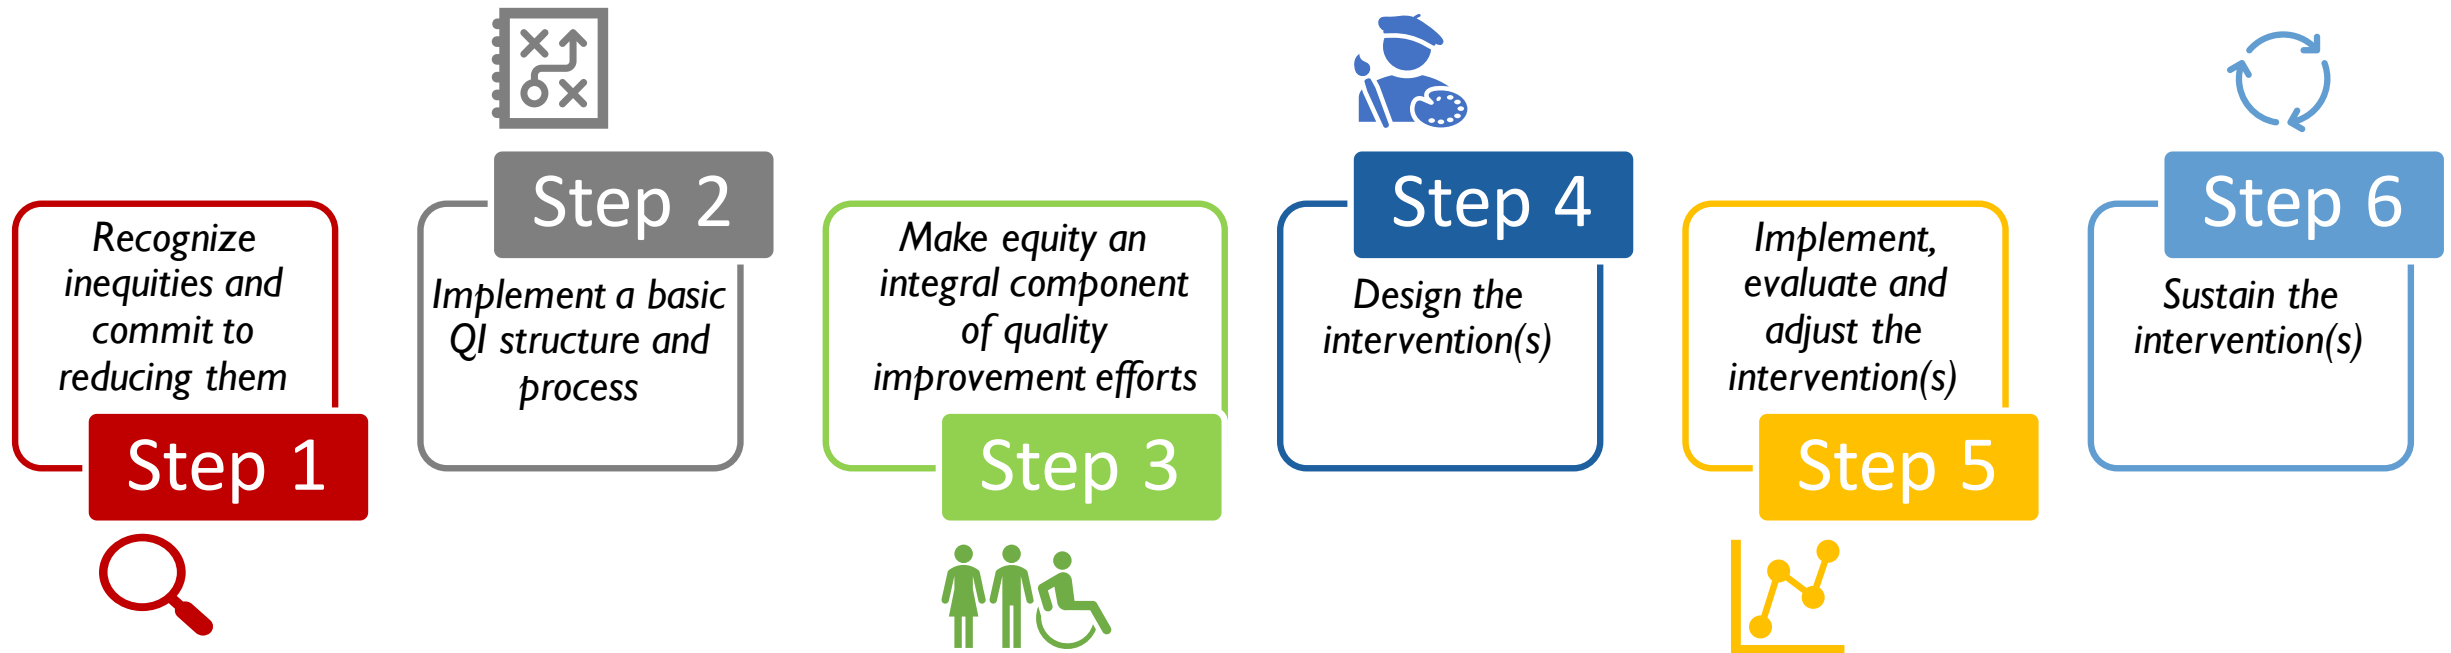 Recognize
inequities and
commit to
reducing them
Step 1
Step 2
Implement a basic
QI structure and
process
Make equity an
integral component
of quality
improvement efforts
Step 3
Step 4
Design the
intervention(s)
Implement,
evaluate and
adjust the
intervention(s)
Step 5
Step 6
Sustain the
intervention(s)